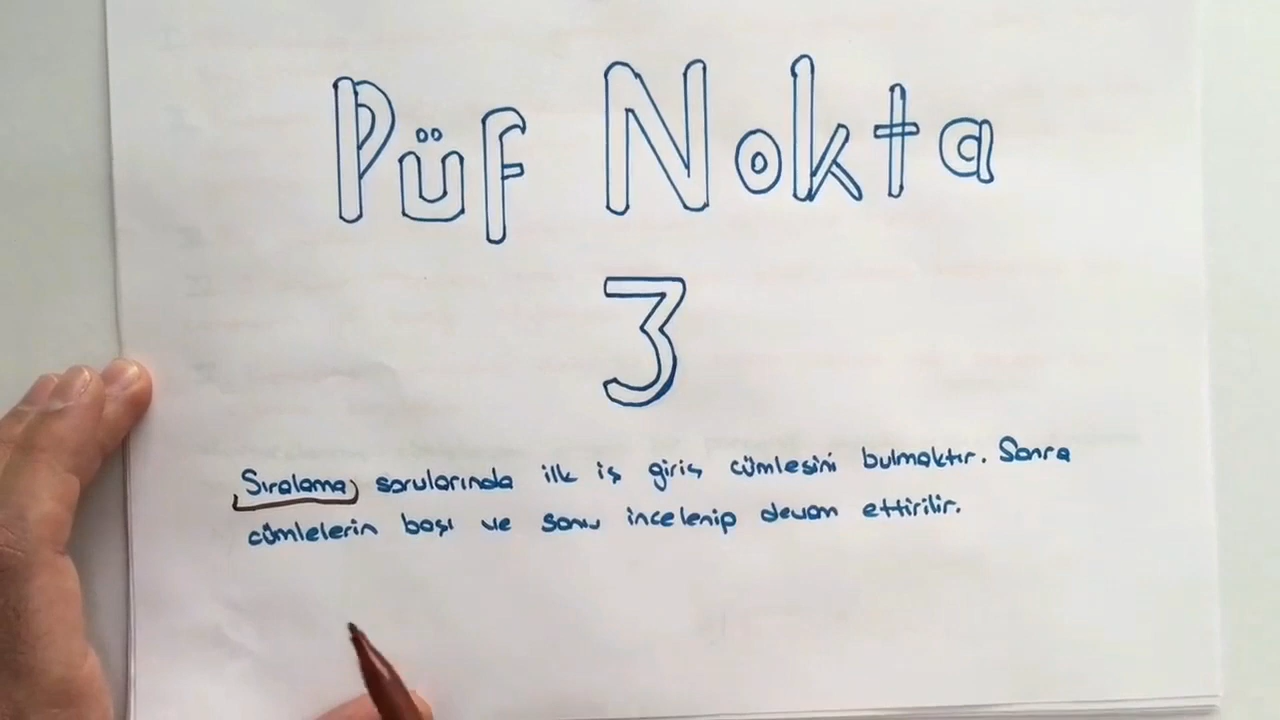 Püf Nokta
3
Sıralama sorularında ilk iş giriş cümlesini bulmaktır. Sonra
cümlelerin başı ve sonu incelenip devam ettirilir.